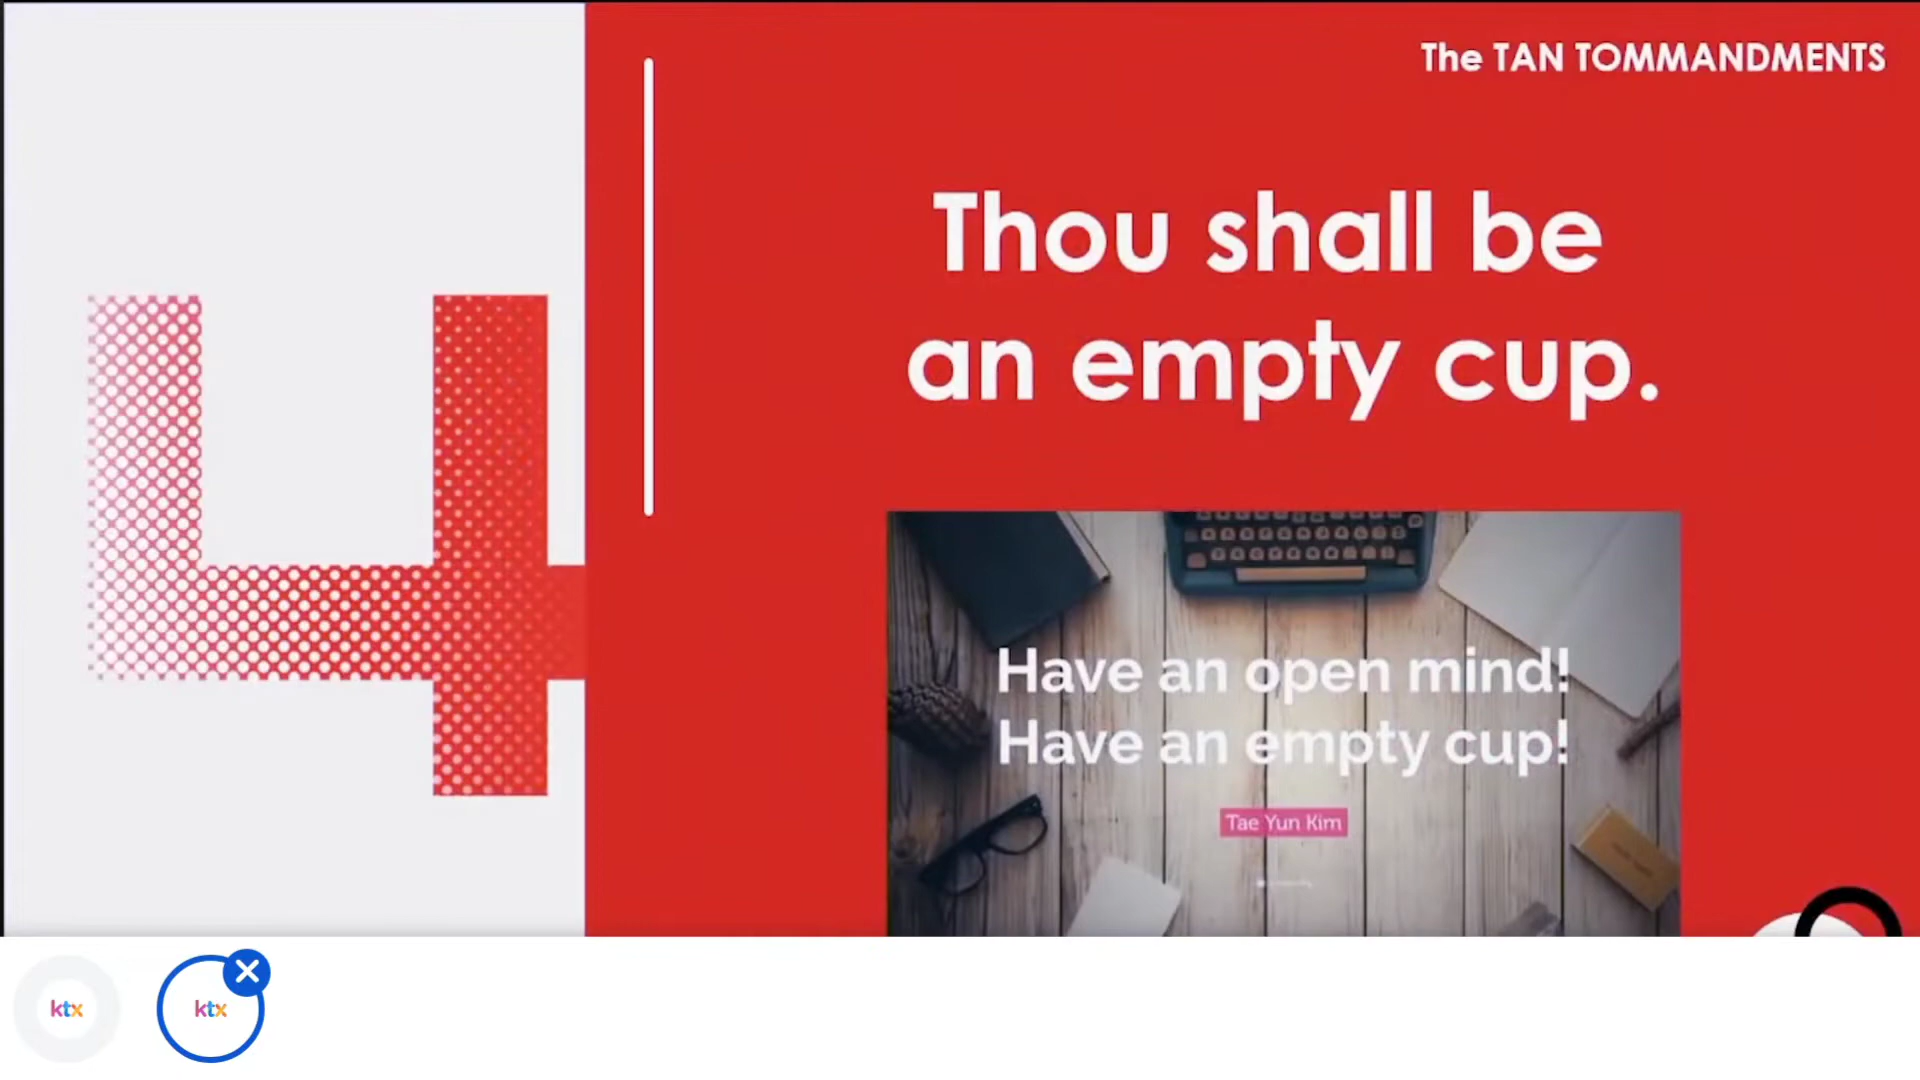 The TAN TOMMANDMENTS
4
Thou shall be
an empty cup.
Have an open mind!
Have an empty cup!
Tae Yun Kim
ktx
ktx